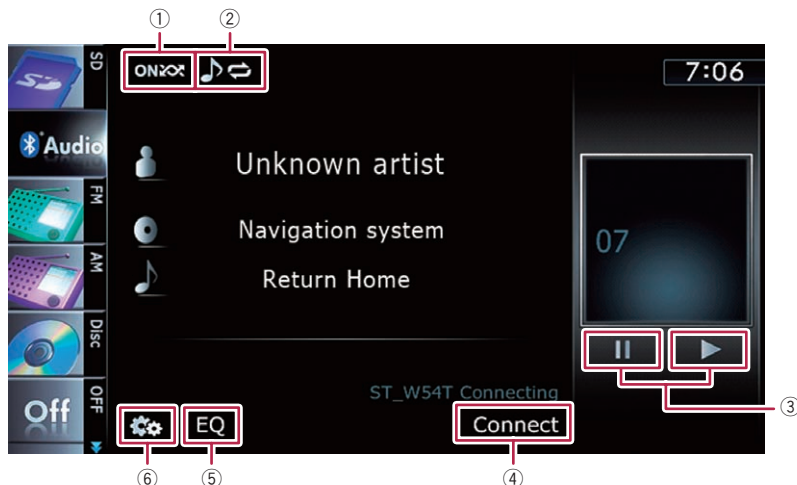 ① ②
SD
ON
7:06
Audio
Unknown artist
FM
Navigation system
07
AM
Return Home
Disc
ST_W54T Connecting
③
Off
OFF
EQ
Connect
⑥ ⑤ ④